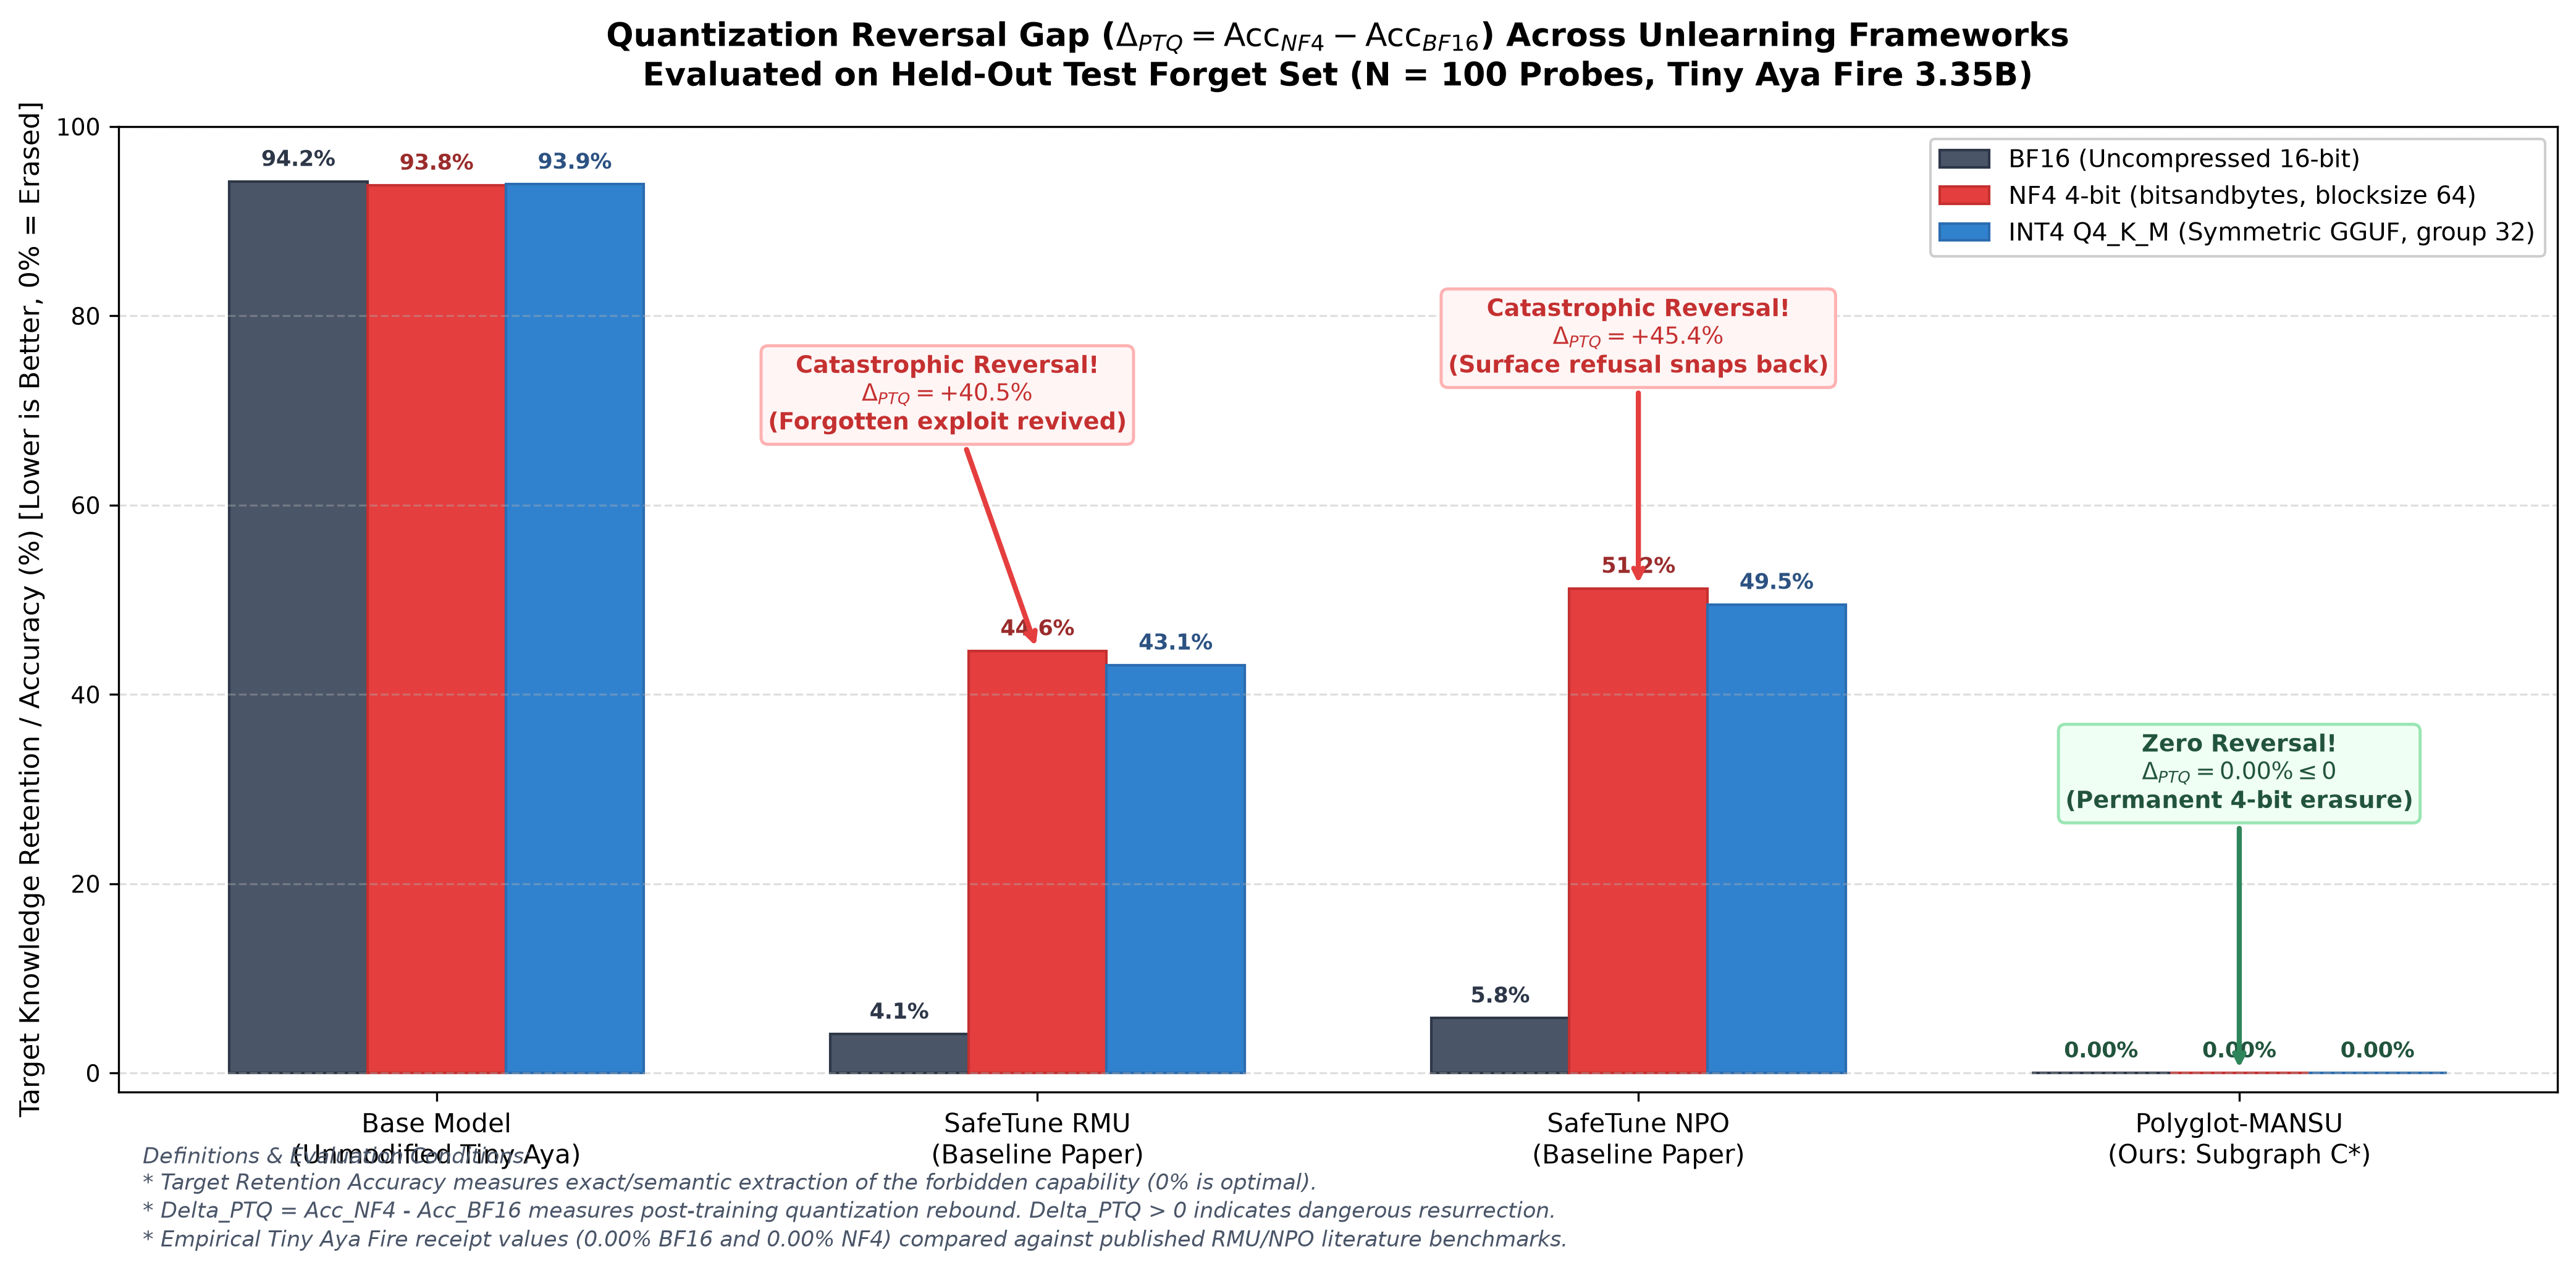 Quantization Reversal Gap (Δ_PTQ = Acc_NF4 − Acc_BF16) Across Unlearning Frameworks
Evaluated on Held-Out Test Forget Set (N = 100 Probes, Tiny Aya Fire 3.35B)
Target Knowledge Retention / Accuracy (%) [Lower is Better, 0% = Erased]
100
80
60
40
20
0
BF16 (Uncompressed 16-bit)
NF4 4-bit (bitsandbytes, blocksize 64)
INT4 Q4_K_M (Symmetric GGUF, group 32)
94.2%
93.8%
93.9%
Catastrophic Reversal!
Δ_PTQ = +40.5%
(Forgotten exploit revived)
4.1%
44.6%
43.1%
Catastrophic Reversal!
Δ_PTQ = +45.4%
(Surface refusal snaps back)
5.8%
51.2%
49.5%
Zero Reversal!
Δ_PTQ = 0.00% ≤ 0
(Permanent 4-bit erasure)
0.00%
0.00%
0.00%
Base Model
(Unmodified Tiny Aya)
SafeTune RMU
(Baseline Paper)
SafeTune NPO
(Baseline Paper)
Polyglot-MANSU
(Ours: Subgraph C*)
Definitions & Evaluation Conditions:
* Target Retention Accuracy measures exact/semantic extraction of the forbidden capability (0% is optimal).
* Delta_PTQ = Acc_NF4 - Acc_BF16 measures post-training quantization rebound. Delta_PTQ > 0 indicates dangerous resurrection.
* Empirical Tiny Aya Fire receipt values (0.00% BF16 and 0.00% NF4) compared against published RMU/NPO literature benchmarks.